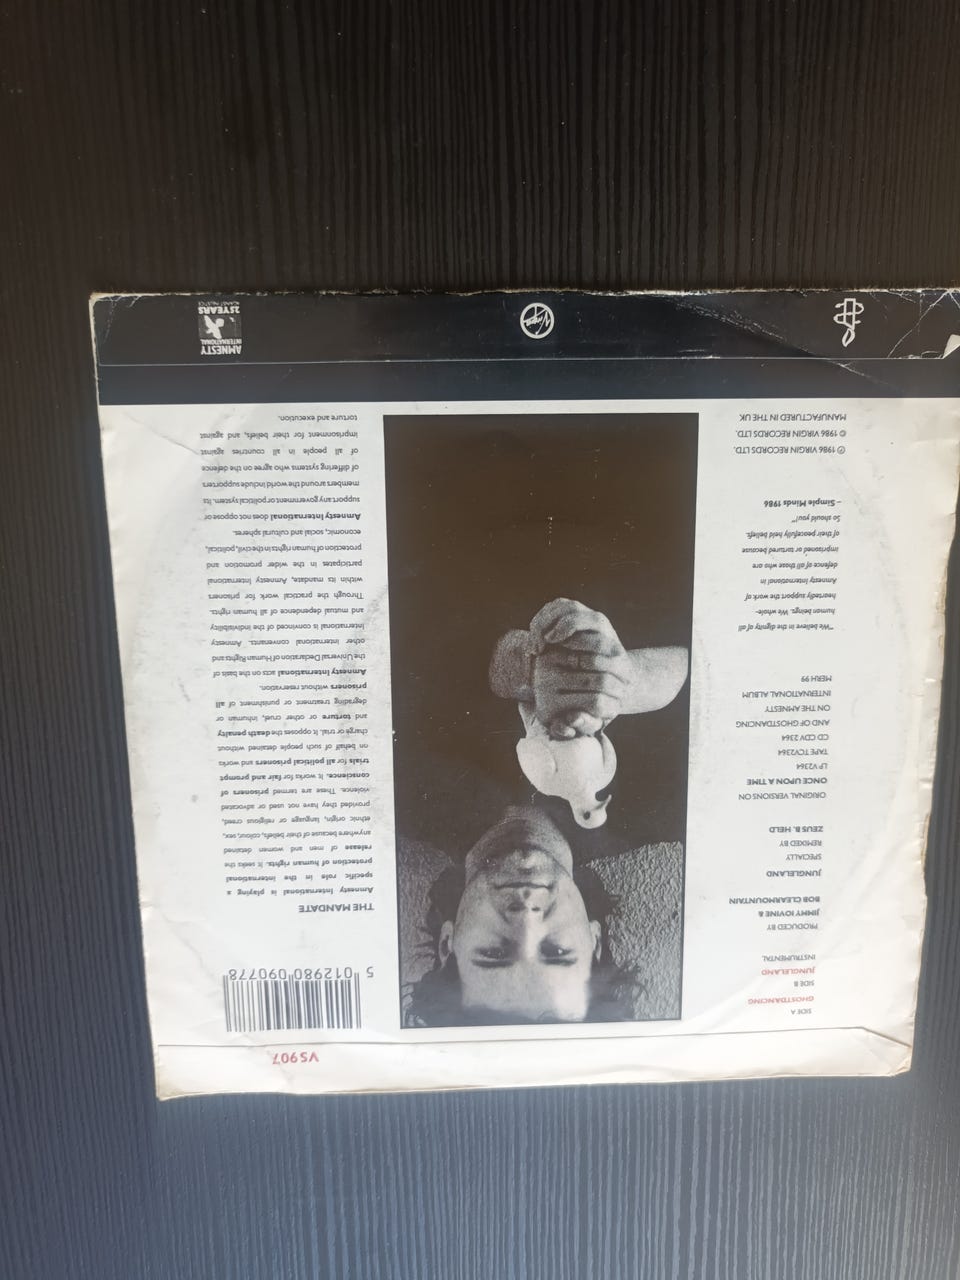 VS907
SIDE A
GHOSTDANCING
SIDE B
JUNGLELAND
INSTRUMENTAL
PRODUCED BY
JIMMY IOVINE &
BOB CLEARMOUNTAIN
JUNGLELAND
SPECIALLY
REMIXED BY
ZEUS B. HELD
ORIGINAL VERSIONS ON
ONCE UPON A TIME
LP V2364
TAPE TCV2364
CD CDV 2364
AND OF GHOSTDANCING
ON THE AMNESTY
INTERNATIONAL ALBUM
MERH 99
"We believe in the dignity of all
human beings. We whole-
heartedly support the work of
Amnesty International in
defence of all those who are
imprisoned or tortured because
of their peacefully held beliefs.
So should you!"
– Simple Minds 1986
℗ 1986 VIRGIN RECORDS LTD.
© 1986 VIRGIN RECORDS LTD.
MANUFACTURED IN THE UK
5 012980 090778
THE MANDATE
Amnesty International is playing a
specific role in the international
protection of human rights. It seeks the
release of men and women detained
anywhere because of their beliefs, colour, sex,
ethnic origin, language or religious creed,
provided they have not used or advocated
violence. These are termed prisoners of
conscience. It works for fair and prompt
trials for all political prisoners and works
on behalf of such people detained without
charge or trial. It opposes the death penalty
and torture or other cruel, inhuman or
degrading treatment or punishment of all
prisoners without reservation.
Amnesty International acts on the basis of
the Universal Declaration of Human Rights and
other international convenants. Amnesty
International is convinced of the indivisibility
and mutual dependence of all human rights.
Through the practical work for prisoners
within its mandate, Amnesty International
participates in the wider promotion and
protection of human rights in the civil, political,
economic, social and cultural spheres.
Amnesty International does not oppose or
support any government or political system. Its
members around the world include supporters
of differing systems who agree on the defence
of all people in all countries against
imprisonment for their beliefs, and against
torture and execution.
Virgin
AMNESTY
INTERNATIONAL
25 YEARS
AGAINST INJUSTICE